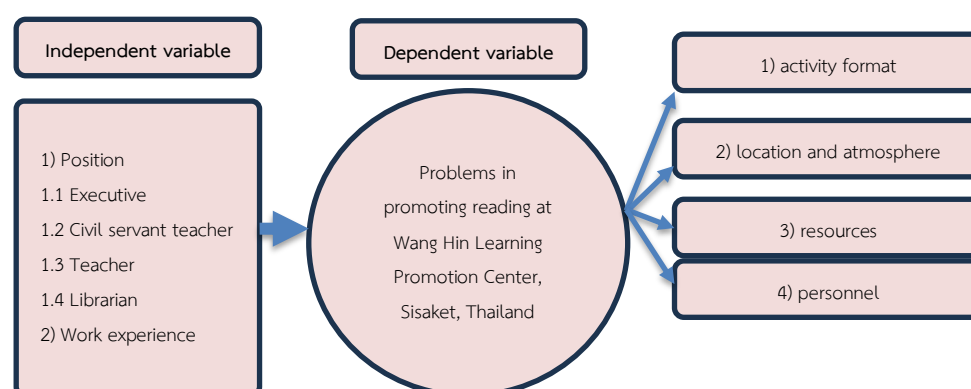 Independent variable
1) Position
1.1 Executive
1.2 Civil servant teacher
1.3 Teacher
1.4 Librarian
2) Work experience
Dependent variable
Problems in
promoting reading at
Wang Hin Learning
Promotion Center,
Sisaket, Thailand
1) activity format
2) location and atmosphere
3) resources
4) personnel